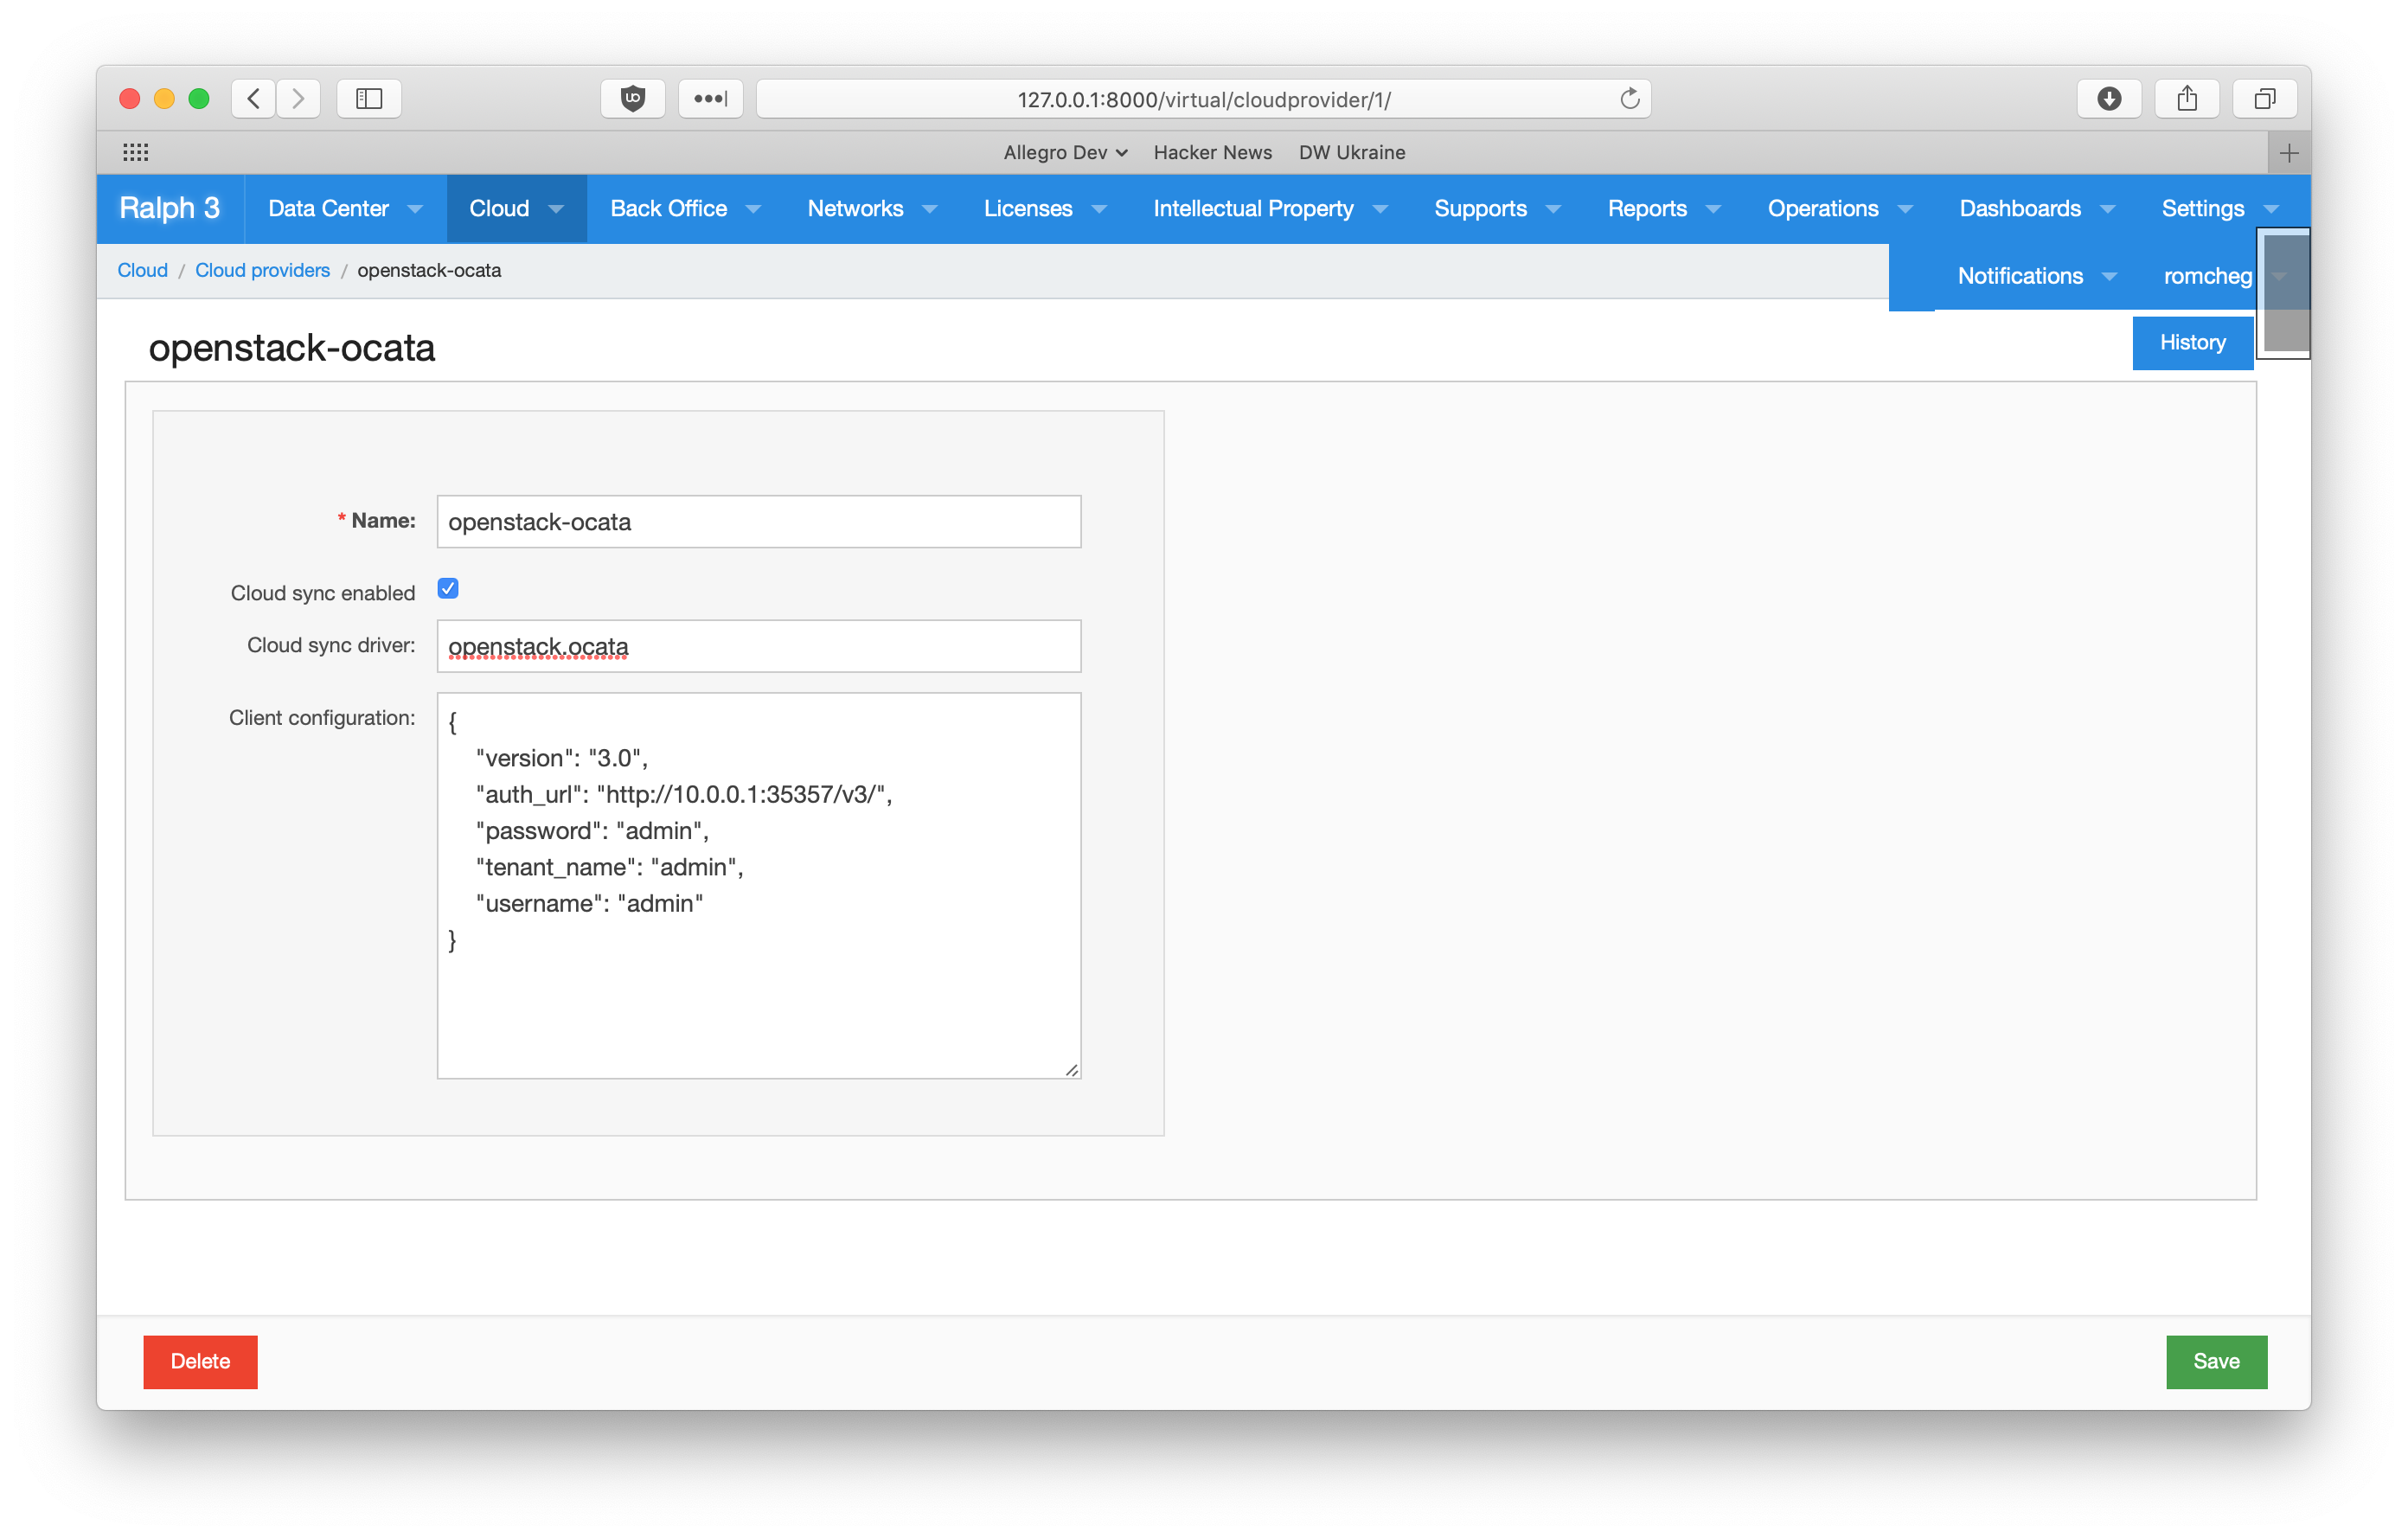 127.0.0.1:8000/virtual/cloudprovider/1/
Allegro Dev Hacker News DW Ukraine
Ralph 3 Data Center Cloud Back Office Networks Licenses Intellectual Property Supports Reports Operations Dashboards Settings
Cloud / Cloud providers / openstack-ocata Notifications romcheg
openstack-ocata History
* Name: openstack-ocata
Cloud sync enabled
Cloud sync driver: openstack.ocata
Client configuration: {
"version": "3.0",
"auth_url": "http://10.0.0.1:35357/v3/",
"password": "admin",
"tenant_name": "admin",
"username": "admin"
}
Delete Save